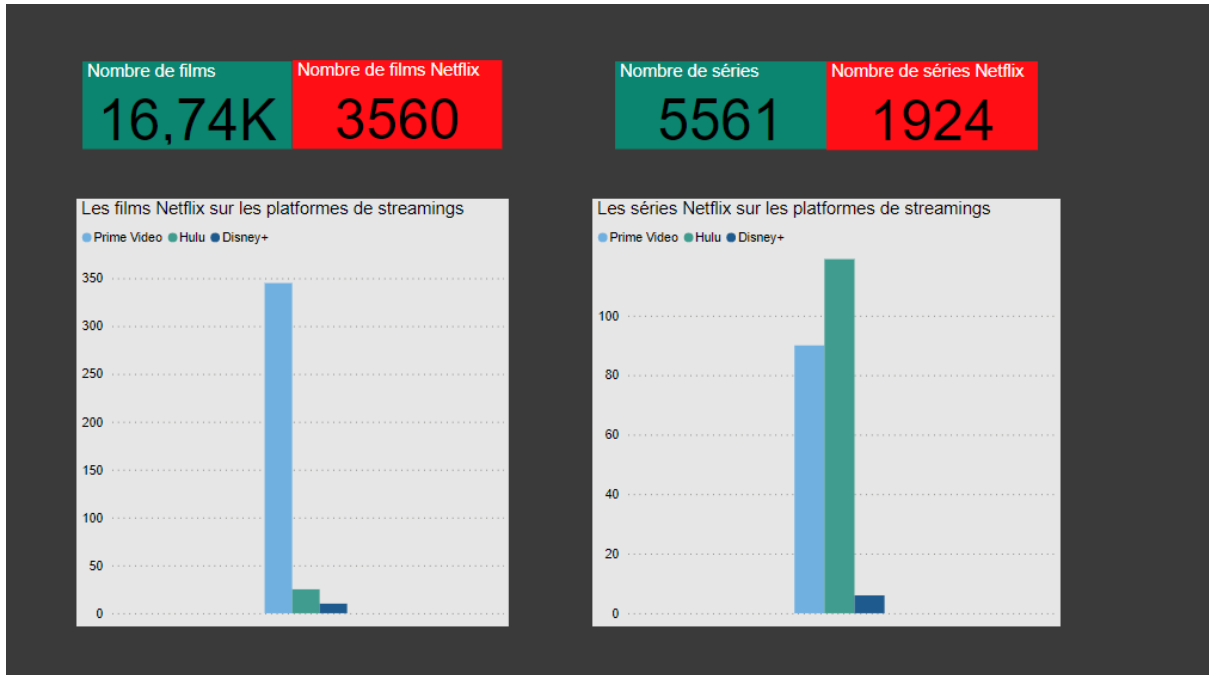 Nombre de films
16,74K
Nombre de films Netflix
3560
Nombre de séries
5561
Nombre de séries Netflix
1924
Les films Netflix sur les platformes de streamings
Prime Video Hulu Disney+
350
300
250
200
150
100
50
0
Les séries Netflix sur les platformes de streamings
Prime Video Hulu Disney+
100
80
60
40
20
0